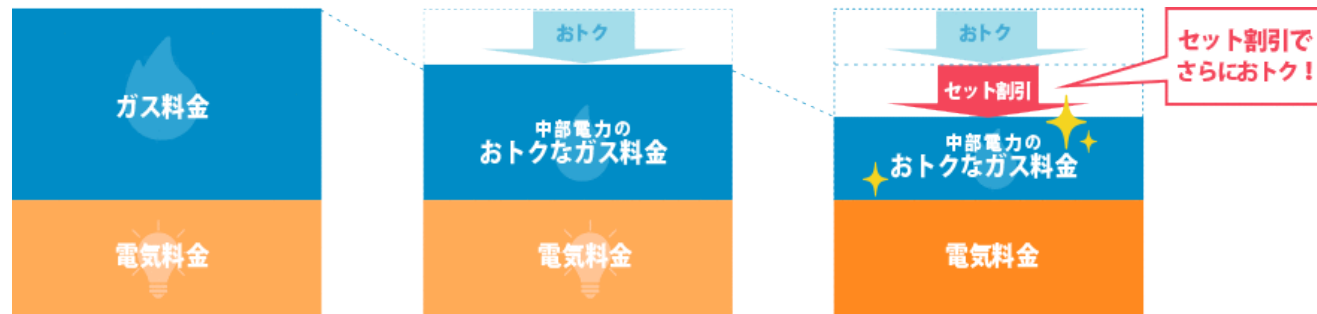 ガス料金
電気料金
おトク
中部電力の
おトクなガス料金
電気料金
おトク
セット割引
中部電力の
おトクなガス料金
電気料金
セット割引で
さらにおトク！